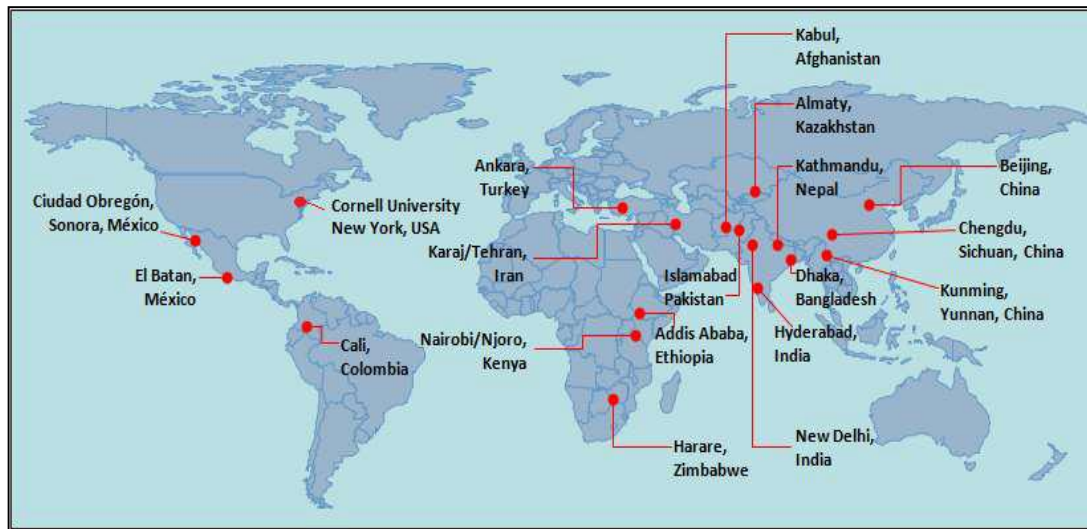 Kabul,
Afghanistan
Almaty,
Kazakhstan
Ankara,
Turkey
Kathmandu,
Nepal
Beijing,
China
Ciudad Obregón,
Sonora, México
Cornell University
New York, USA
Karaj/Tehran,
Iran
Chengdu,
Sichuan, China
El Batan,
México
Islamabad
Pakistan
Dhaka,
Bangladesh
Kunming,
Yunnan, China
Cali,
Colombia
Nairobi/Njoro,
Kenya
Addis Ababa,
Ethiopia
Hyderabad,
India
Harare,
Zimbabwe
New Delhi,
India